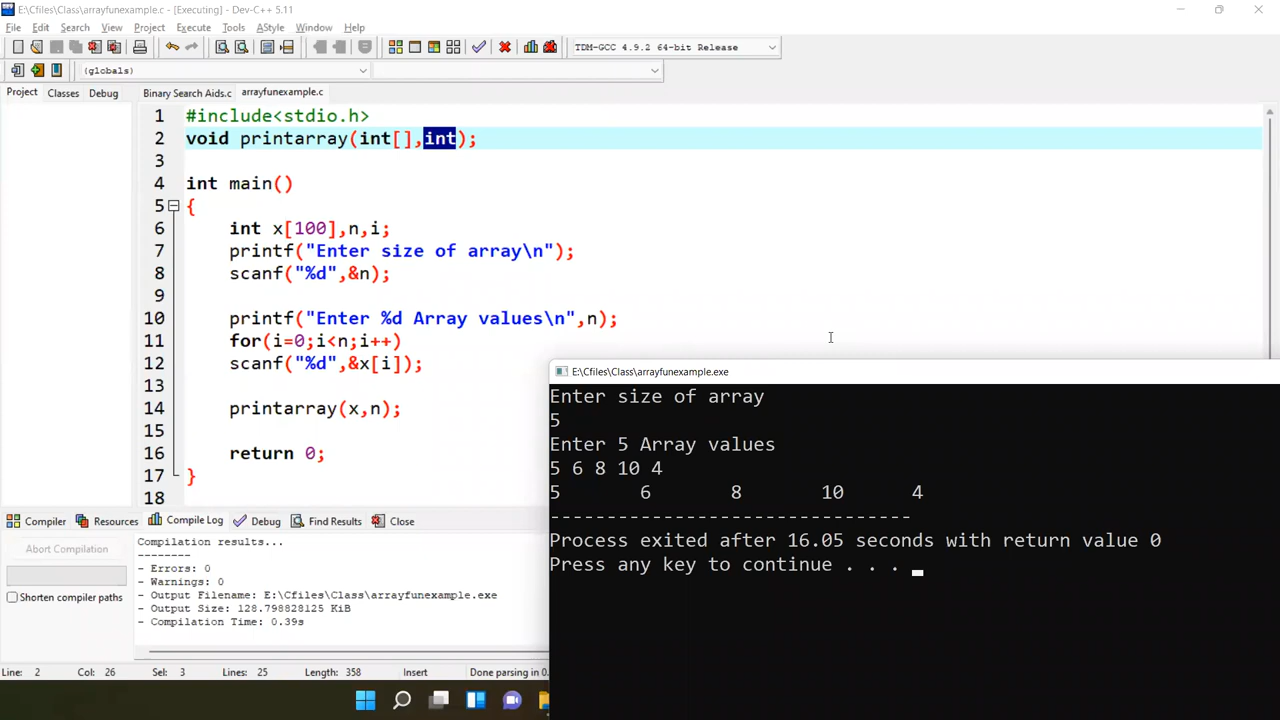 E:\Cfiles\Class\arrayfunexample.c - [Executing] - Dev-C++ 5.11
File Edit Search View Project Execute Tools AStyle Window Help
TDM-GCC 4.9.2 64-bit Release
(globals)
Project Classes Debug Binary Search Aids.c arrayfunexample.c
1 #include<stdio.h>
2 void printarray(int[],int);
3
4 int main()
5 {
6 int x[100],n,i;
7 printf("Enter size of array\n");
8 scanf("%d",&n);
9
10 printf("Enter %d Array values\n",n);
11 for(i=0;i<n;i++)
12 scanf("%d",&x[i]);
13
14 printarray(x,n);
15
16 return 0;
17 }
18
E:\Cfiles\Class\arrayfunexample.exe
Enter size of array
5
Enter 5 Array values
5 6 8 10 4
5 6 8 10 4
--------------------------------
Process exited after 16.05 seconds with return value 0
Press any key to continue . . .
Compiler Resources Compile Log Debug Find Results Close
Abort Compilation
Shorten compiler paths
Compilation results...
--------
- Errors: 0
- Warnings: 0
- Output Filename: E:\Cfiles\Class\arrayfunexample.exe
- Output Size: 128.798828125 KiB
- Compilation Time: 0.39s
Line: 2 Col: 26 Sel: 3 Lines: 25 Length: 358 Insert Done parsing in 0.